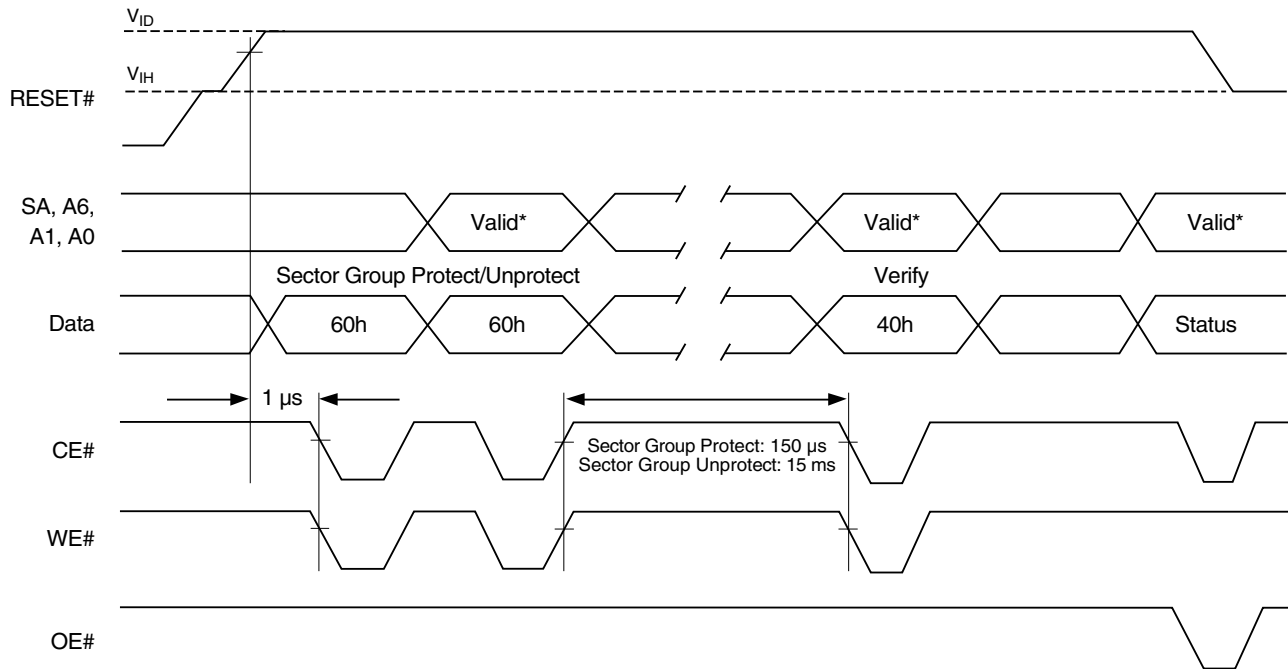 VID
VIH
RESET#
SA, A6,
A1, A0
Valid*
Valid*
Valid*
Sector Group Protect/Unprotect
Verify
Data
60h
60h
40h
Status
1 µs
CE#
Sector Group Protect: 150 µs
Sector Group Unprotect: 15 ms
WE#
OE#